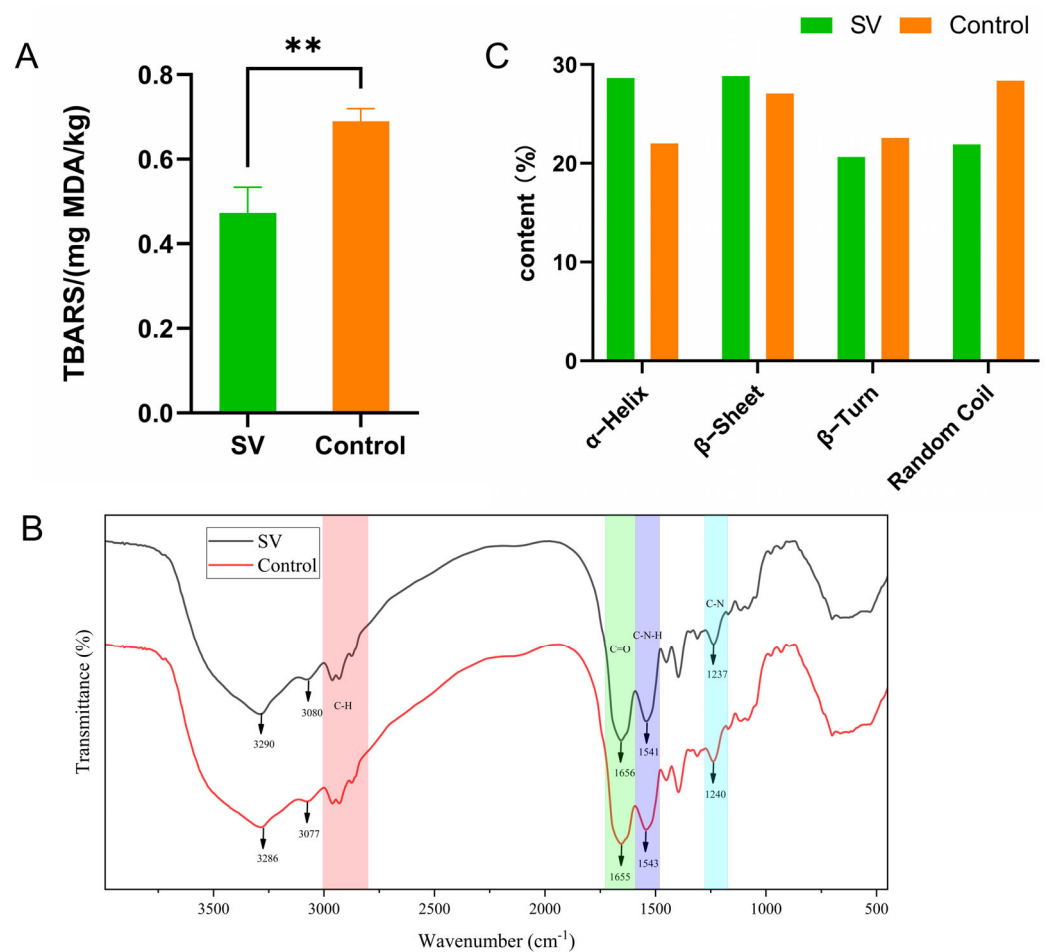 A
**
TBARS/(mg MDA/kg)
0.8
0.6
0.4
0.2
0.0
SV
Control
C
SV
Control
content (%)
30
20
10
0
α−Helix
β−Sheet
β−Turn
Random Coil
B
SV
Control
Transmittance (%)
C-H
C=O
C-N-H
C-N
3290
3080
1656
1541
1237
3286
3077
1655
1543
1240
3500
3000
2500
2000
1500
1000
500
Wavenumber (cm⁻¹)